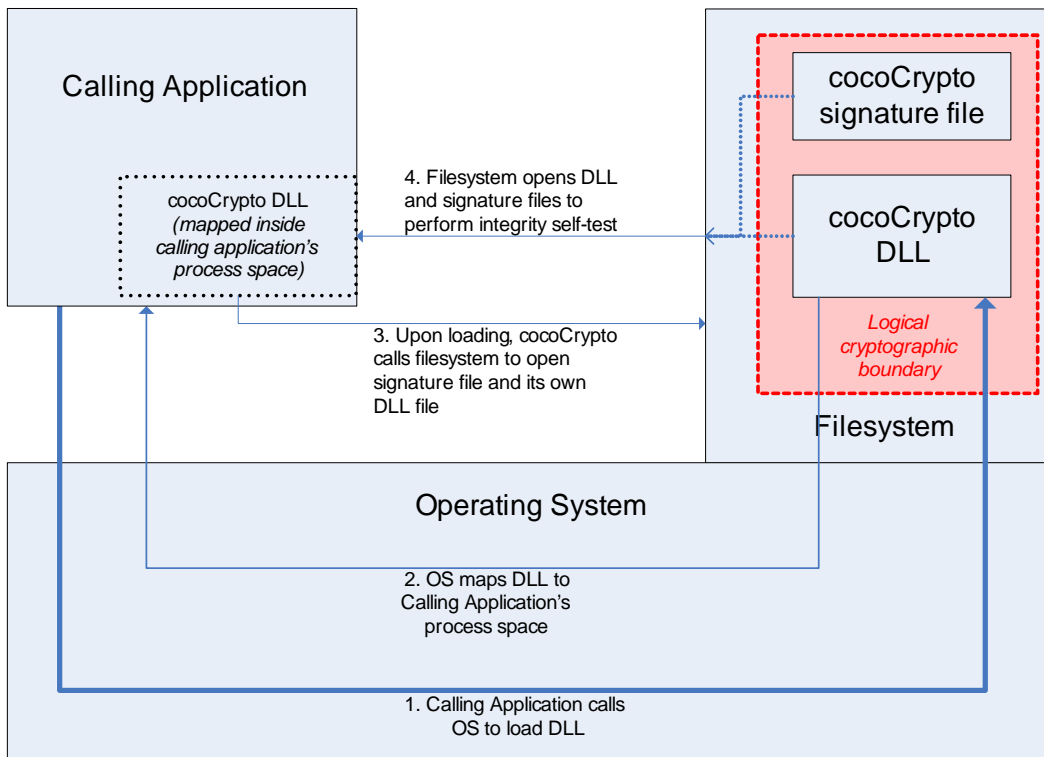 Calling Application
cocoCrypto DLL
(mapped inside
calling application’s
process space)
4. Filesystem opens DLL
and signature files to
perform integrity self-test
3. Upon loading, cocoCrypto
calls filesystem to open
signature file and its own
DLL file
cocoCrypto
signature file
cocoCrypto
DLL
Logical
cryptographic
boundary
Filesystem
Operating System
2. OS maps DLL to
Calling Application’s
process space
1. Calling Application calls
OS to load DLL